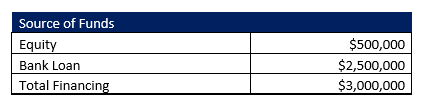 Source of Funds
Equity $500,000
Bank Loan $2,500,000
Total Financing $3,000,000